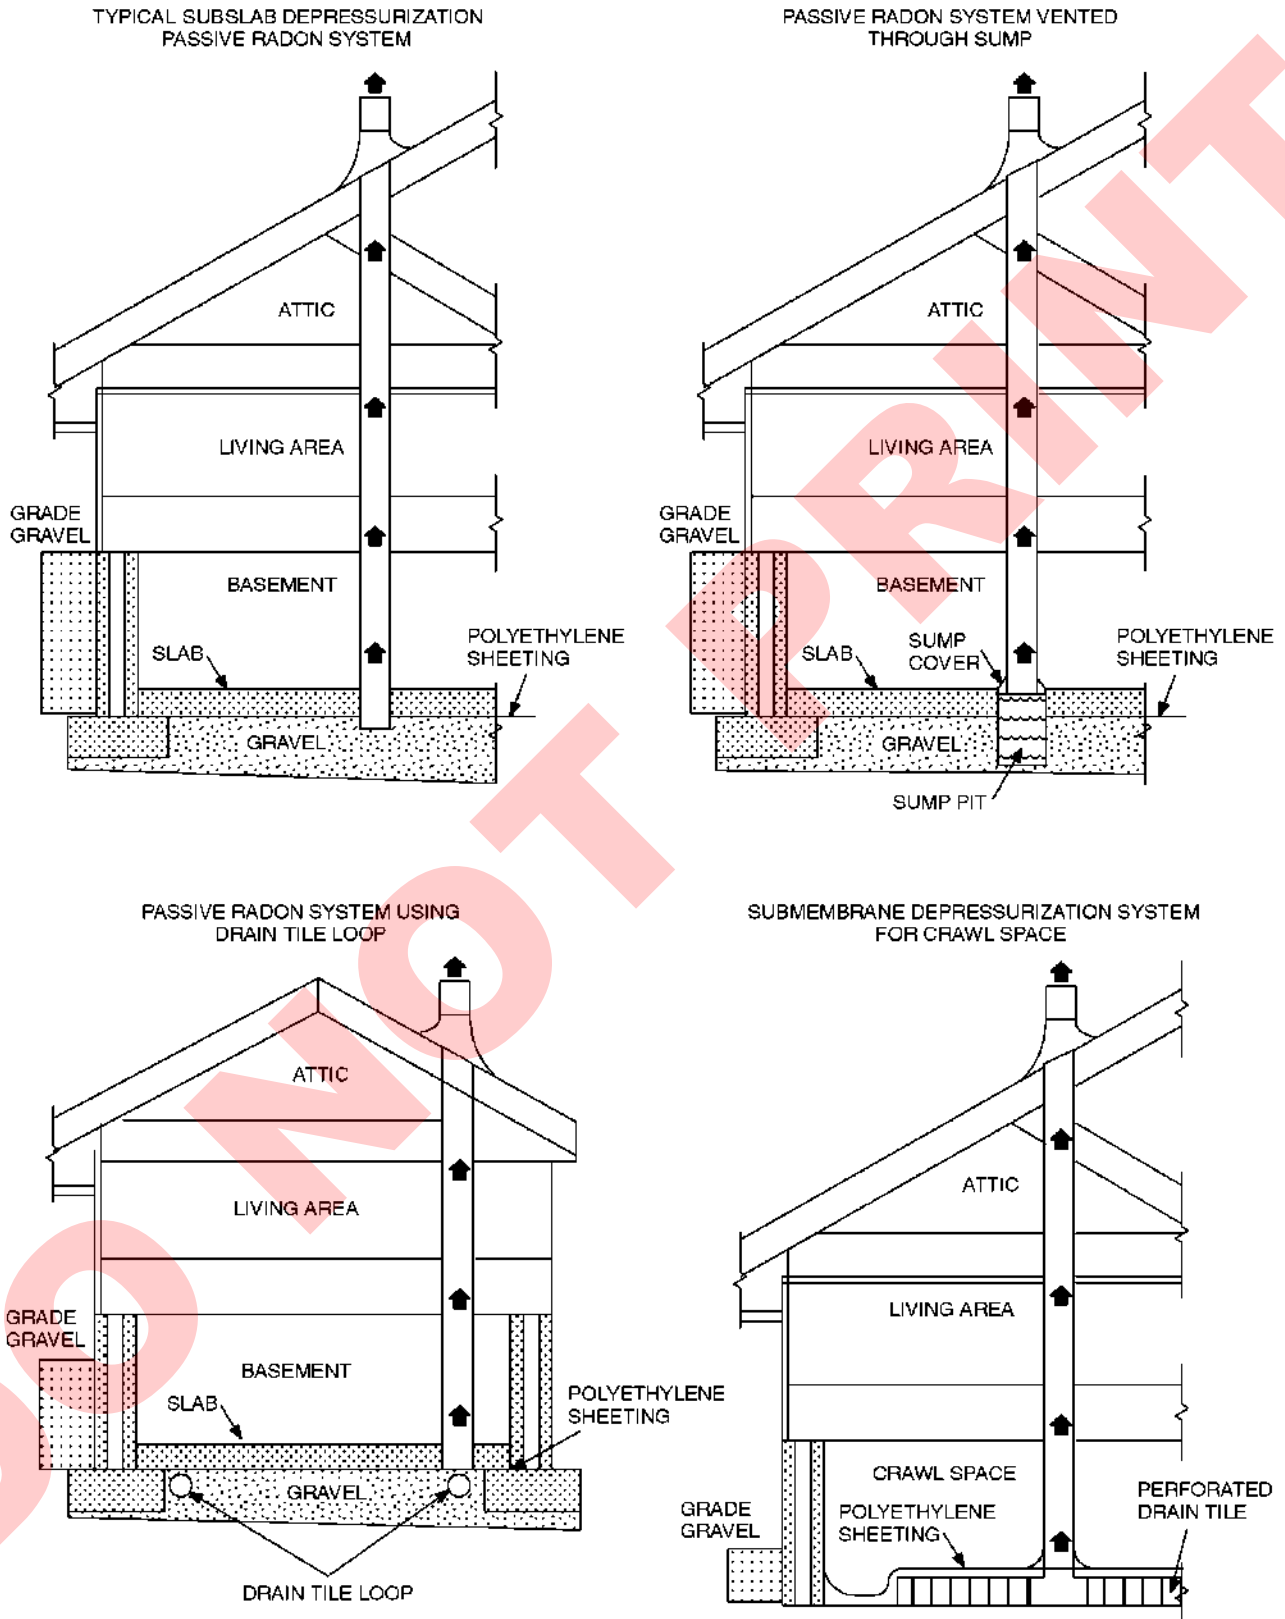 TYPICAL SUBSLAB DEPRESSURIZATION
PASSIVE RADON SYSTEM
ATTIC
LIVING AREA
GRADE
GRAVEL
BASEMENT
SLAB
POLYETHYLENE
SHEETING
GRAVEL
PASSIVE RADON SYSTEM VENTED
THROUGH SUMP
ATTIC
LIVING AREA
GRADE
GRAVEL
BASEMENT
SLAB
SUMP
COVER
POLYETHYLENE
SHEETING
GRAVEL
SUMP PIT
PASSIVE RADON SYSTEM USING
DRAIN TILE LOOP
ATTIC
LIVING AREA
GRADE
GRAVEL
BASEMENT
SLAB
POLYETHYLENE
SHEETING
GRAVEL
DRAIN TILE LOOP
SUBMEMBRANE DEPRESSURIZATION SYSTEM
FOR CRAWL SPACE
ATTIC
LIVING AREA
CRAWL SPACE
GRADE
GRAVEL
POLYETHYLENE
SHEETING
PERFORATED
DRAIN TILE
DO NOT PRINT